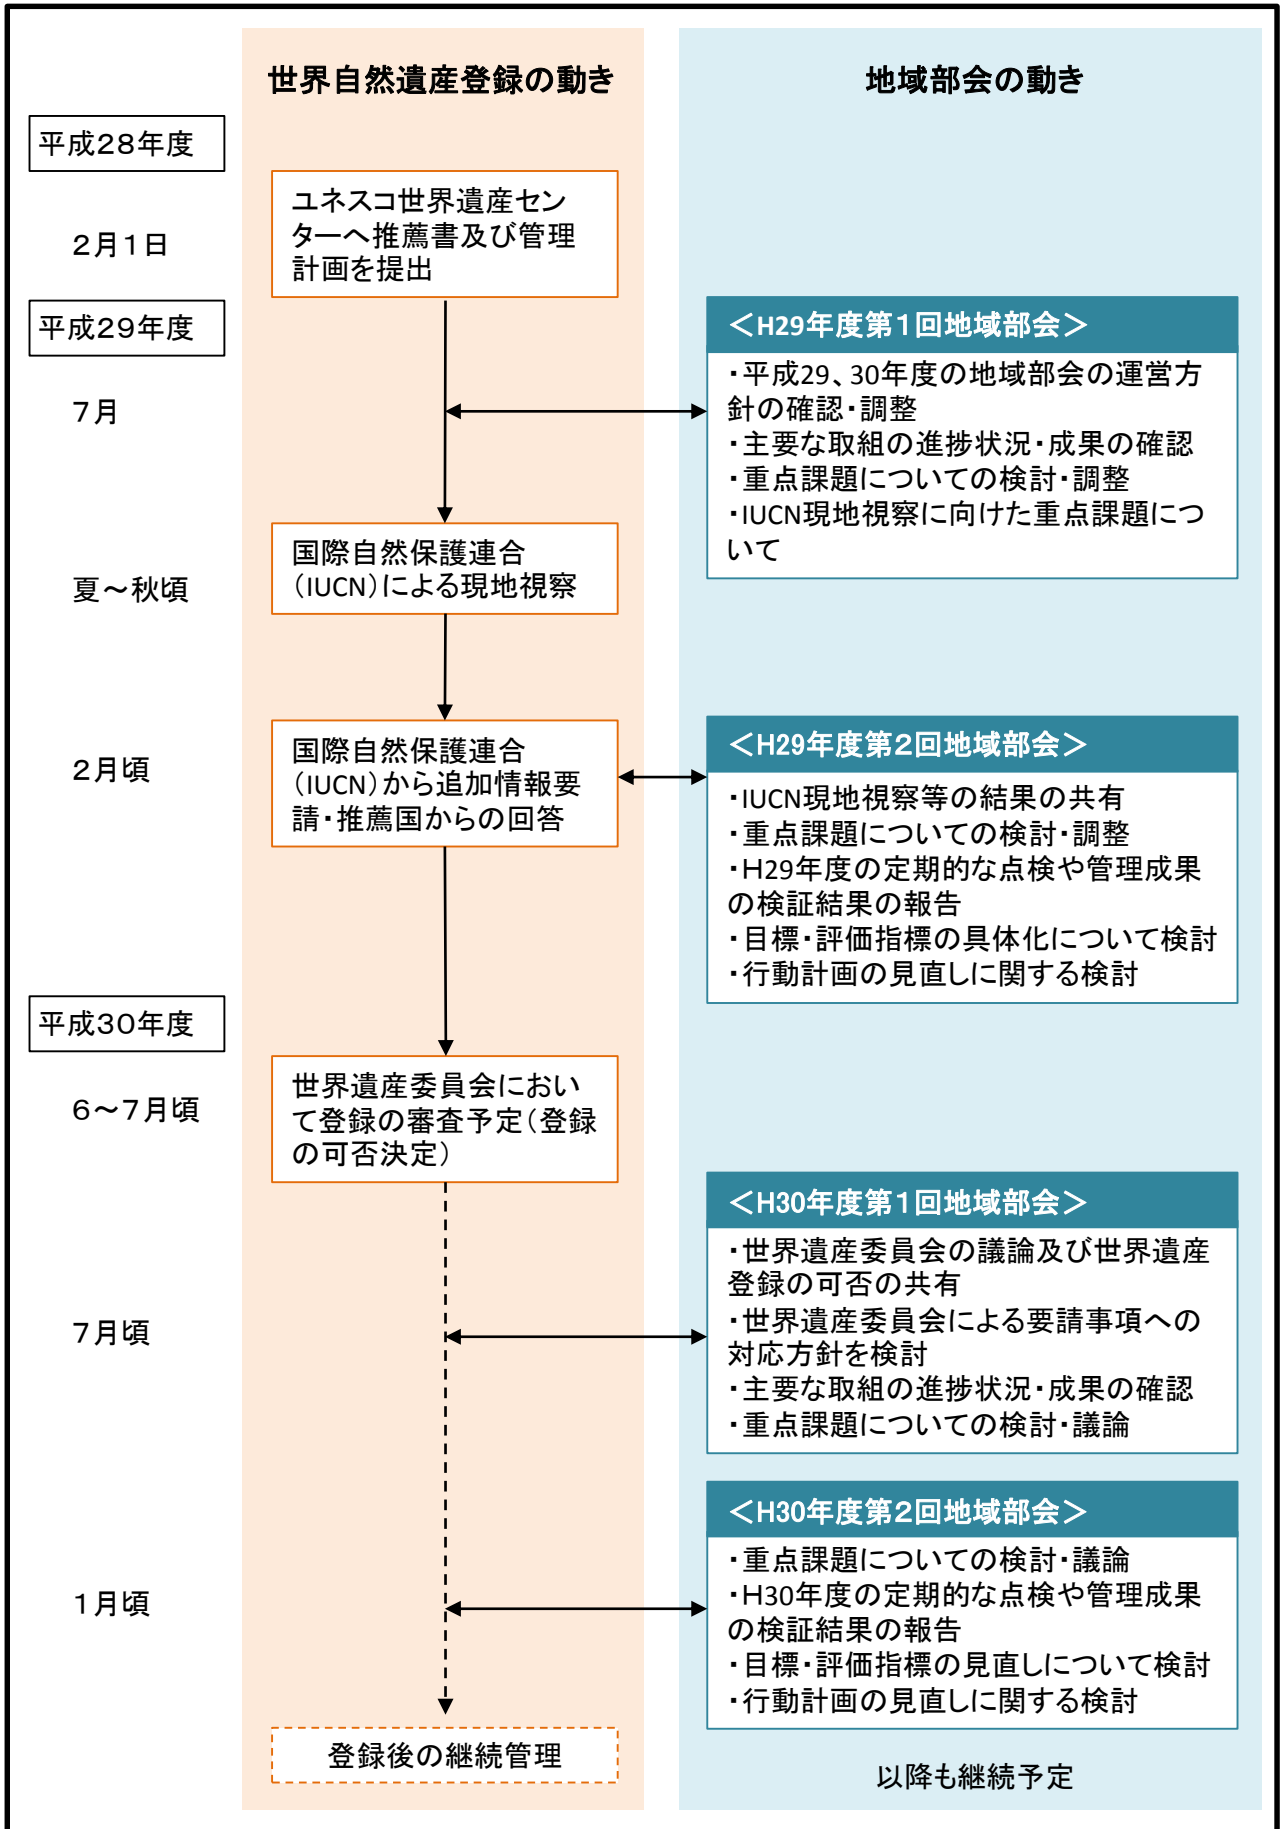 世界自然遺産登録の動き
地域部会の動き
平成28年度
2月1日
ユネスコ世界遺産セン
ターへ推薦書及び管理
計画を提出
平成29年度
7月
<H29年度第1回地域部会>
・平成29、30年度の地域部会の運営方
針の確認・調整
・主要な取組の進捗状況・成果の確認
・重点課題についての検討・調整
・IUCN現地視察に向けた重点課題につ
いて
夏~秋頃
国際自然保護連合
(IUCN)による現地視察
2月頃
国際自然保護連合
(IUCN)から追加情報要
請・推薦国からの回答
<H29年度第2回地域部会>
・IUCN現地視察等の結果の共有
・重点課題についての検討・調整
・H29年度の定期的な点検や管理成果
の検証結果の報告
・目標・評価指標の具体化について検討
・行動計画の見直しに関する検討
平成30年度
6~7月頃
世界遺産委員会におい
て登録の審査予定(登録
の可否決定)
7月頃
<H30年度第1回地域部会>
・世界遺産委員会の議論及び世界遺産
登録の可否の共有
・世界遺産委員会による要請事項への
対応方針を検討
・主要な取組の進捗状況・成果の確認
・重点課題についての検討・議論
1月頃
<H30年度第2回地域部会>
・重点課題についての検討・議論
・H30年度の定期的な点検や管理成果
の検証結果の報告
・目標・評価指標の見直しについて検討
・行動計画の見直しに関する検討
登録後の継続管理
以降も継続予定